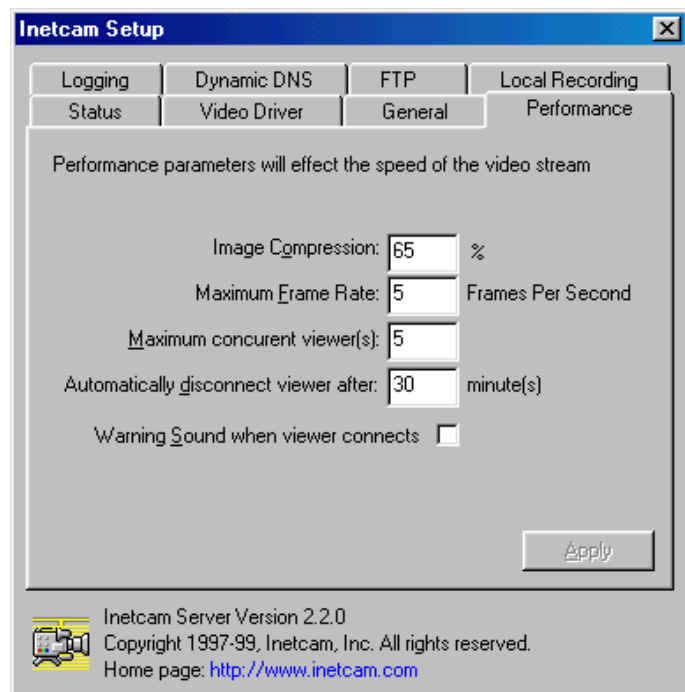 Inetcam Setup
Logging Dynamic DNS FTP Local Recording
Status Video Driver General Performance
Performance parameters will effect the speed of the video stream
Image Compression: 65 %
Maximum Frame Rate: 5 Frames Per Second
Maximum concurent viewer(s): 5
Automatically disconnect viewer after: 30 minute(s)
Warning Sound when viewer connects
Apply
Inetcam Server Version 2.2.0
Copyright 1997-99, Inetcam, Inc. All rights reserved.
Home page: http://www.inetcam.com